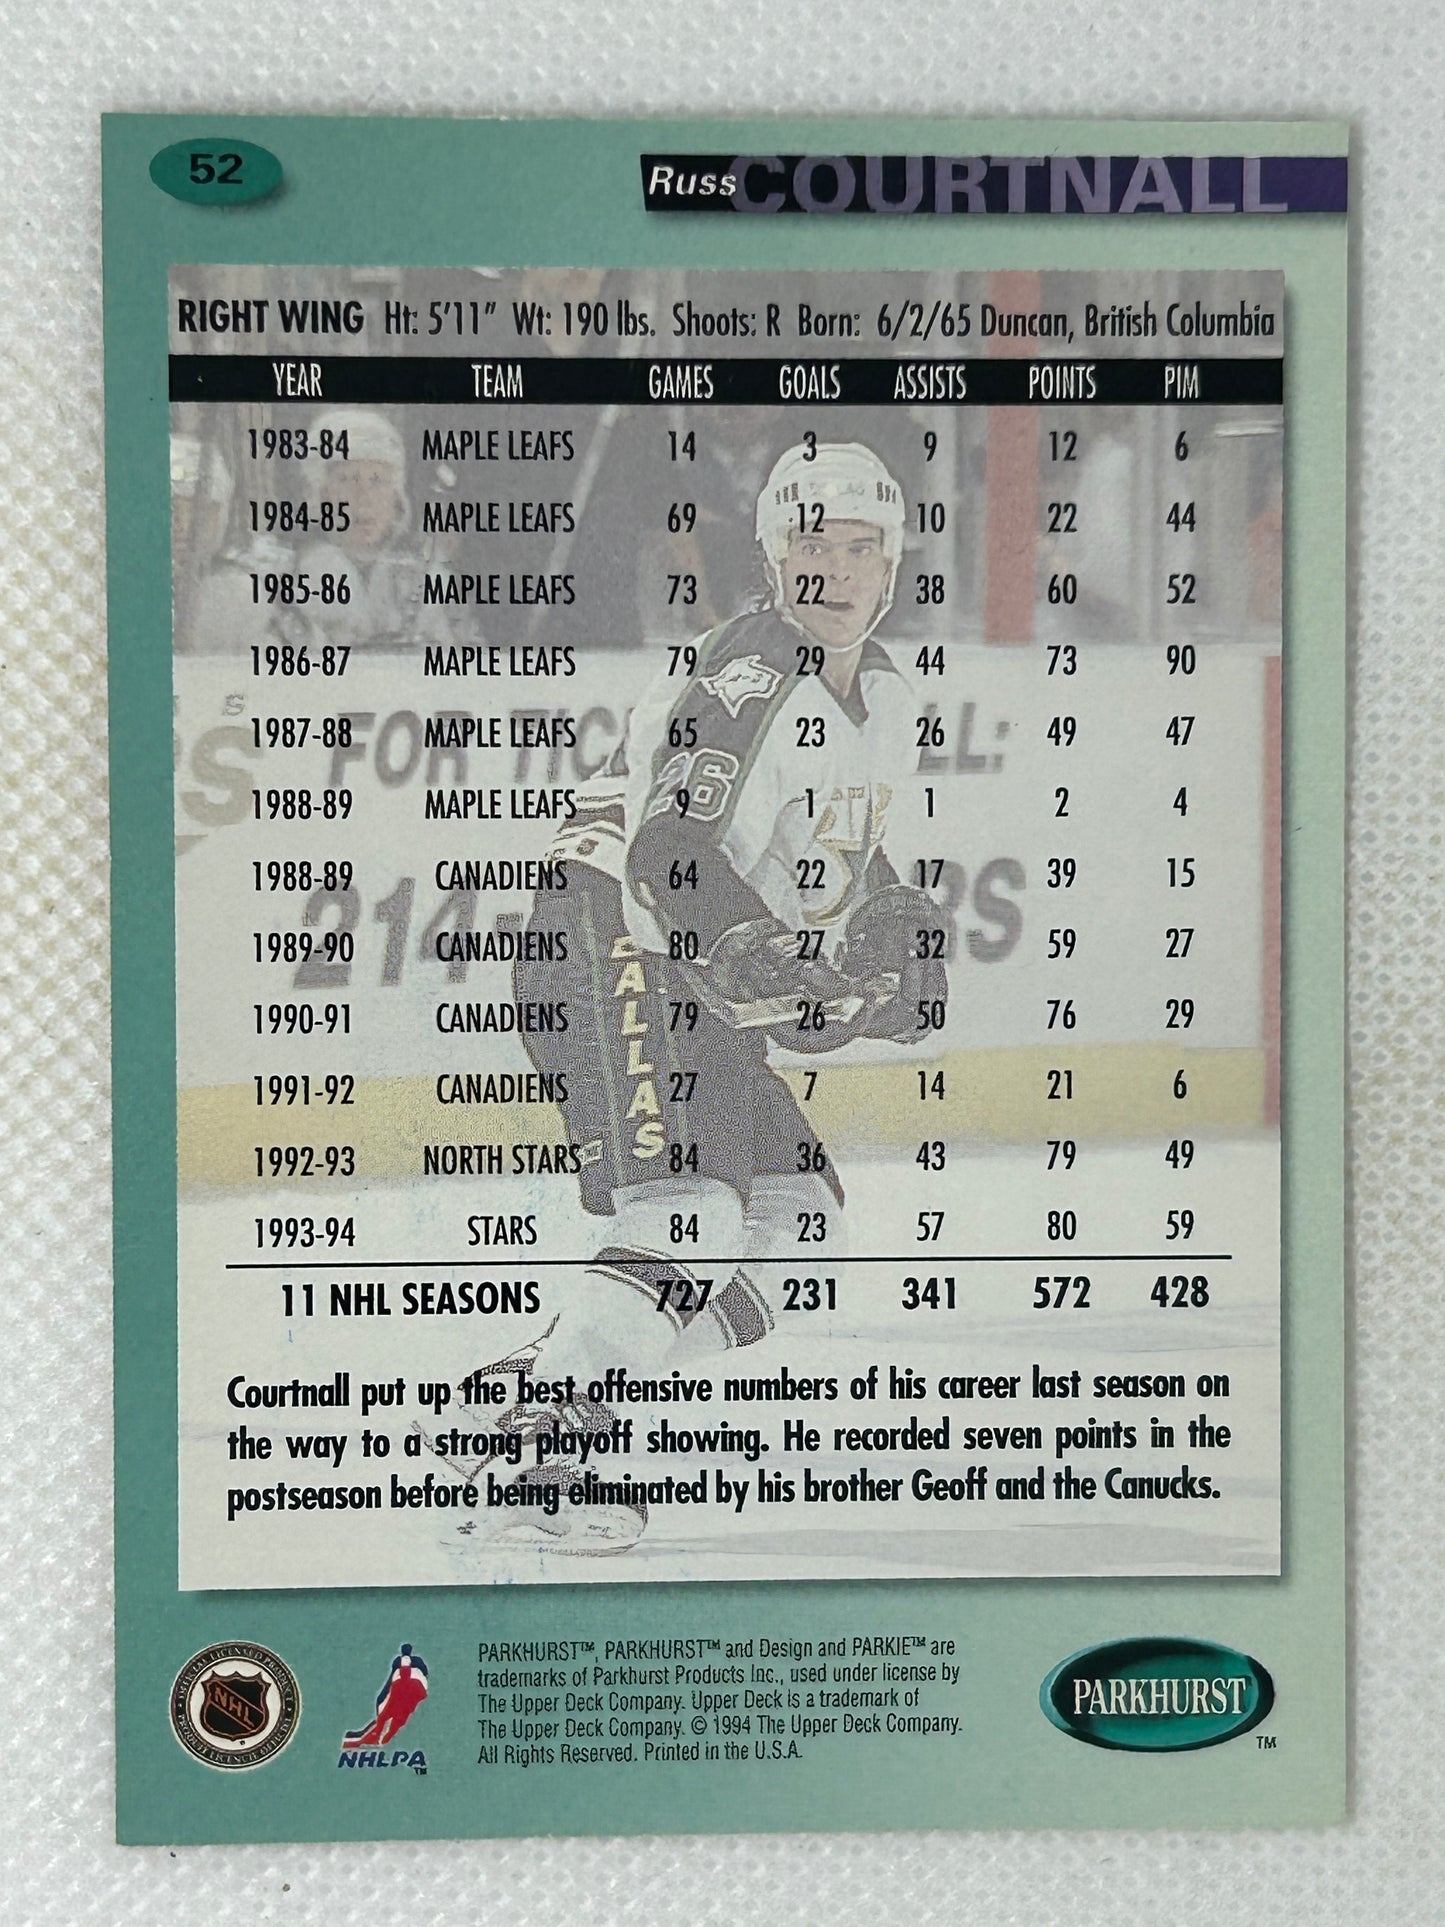 52
Russ COURTNALL
RIGHT WING Ht: 5'11" Wt: 190 lbs. Shoots: R Born: 6/2/65 Duncan, British Columbia
YEAR TEAM GAMES GOALS ASSISTS POINTS PIM
1983-84 MAPLE LEAFS 14 3 9 12 6
1984-85 MAPLE LEAFS 69 12 10 22 44
1985-86 MAPLE LEAFS 73 22 38 60 52
1986-87 MAPLE LEAFS 79 29 44 73 90
1987-88 MAPLE LEAFS 65 23 26 49 47
1988-89 MAPLE LEAFS 9 1 1 2 4
1988-89 CANADIENS 64 22 17 39 15
1989-90 CANADIENS 80 27 32 59 27
1990-91 CANADIENS 79 26 50 76 29
1991-92 CANADIENS 27 7 14 21 6
1992-93 NORTH STARS 84 36 43 79 49
1993-94 STARS 84 23 57 80 59
11 NHL SEASONS 727 231 341 572 428
FOR TIC LL:
214- RS
26
DALLAS
Courtnall put up the best offensive numbers of his career last season on
the way to a strong playoff showing. He recorded seven points in the
postseason before being eliminated by his brother Geoff and the Canucks.
NHL
NHLPA
TM
PARKHURST™, PARKHURST™ and Design and PARKIE™ are
trademarks of Parkhurst Products Inc., used under license by
The Upper Deck Company. Upper Deck is a trademark of
The Upper Deck Company. © 1994 The Upper Deck Company.
All Rights Reserved. Printed in the U.S.A.
PARKHURST
TM